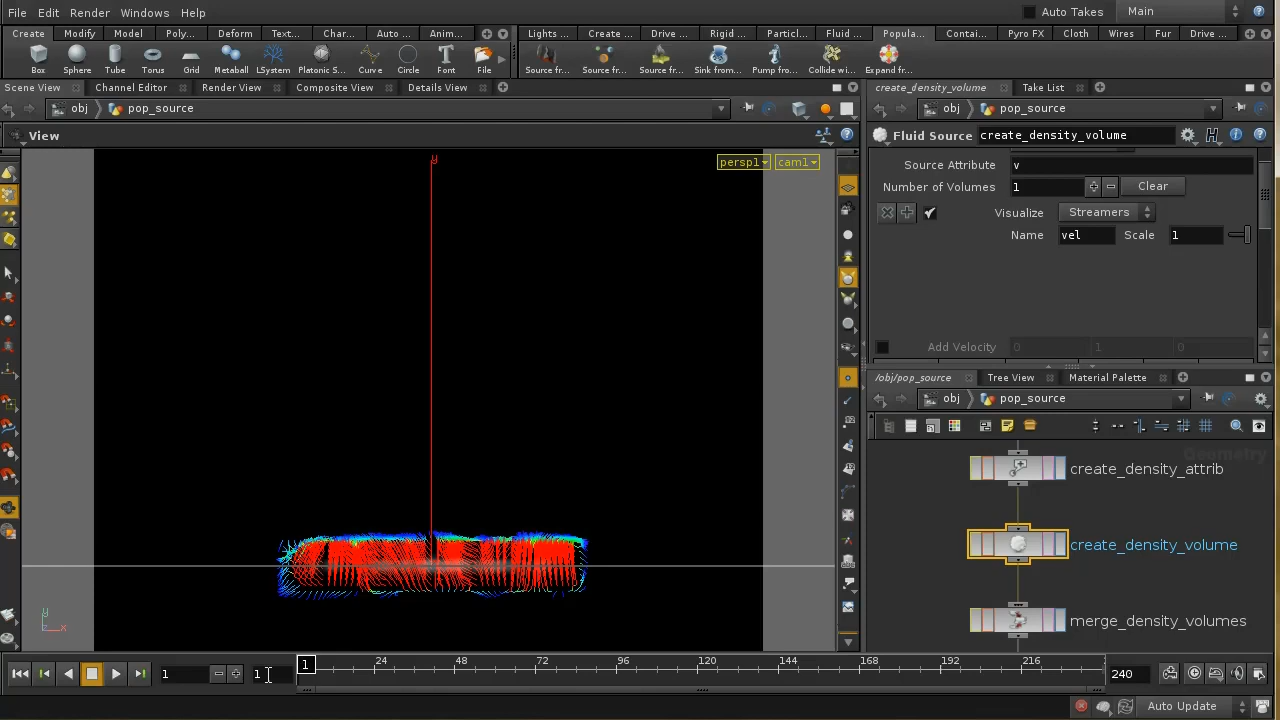 File Edit Render Windows Help Auto Takes Main
Create Modify Model Poly... Deform Text... Char... Auto ... Anim... Lights ... Create ... Drive ... Rigid ... Particl... Fluid ... Popula... Contai... Pyro FX Cloth Wires Fur Drive ...
Box Sphere Tube Torus Grid Metaball LSystem Platonic S... Curve Circle Font File Source fr... Source fr... Source fr... Sink from... Pump fro... Collide wi... Expand fr...
Scene View Channel Editor Render View Composite View Details View create_density_volume Take List
obj pop_source obj pop_source
View Fluid Source create_density_volume
persp1 cam1
Source Attribute v
Number of Volumes 1 Clear
Visualize Streamers
Name vel Scale 1
Add Velocity 0 1 0
/obj/pop_source Tree View Material Palette
obj pop_source
Geometry
create_density_attrib
create_density_volume
merge_density_volumes
y
y
x
1 1 1 24 48 72 96 120 144 168 192 216 240
Auto Update